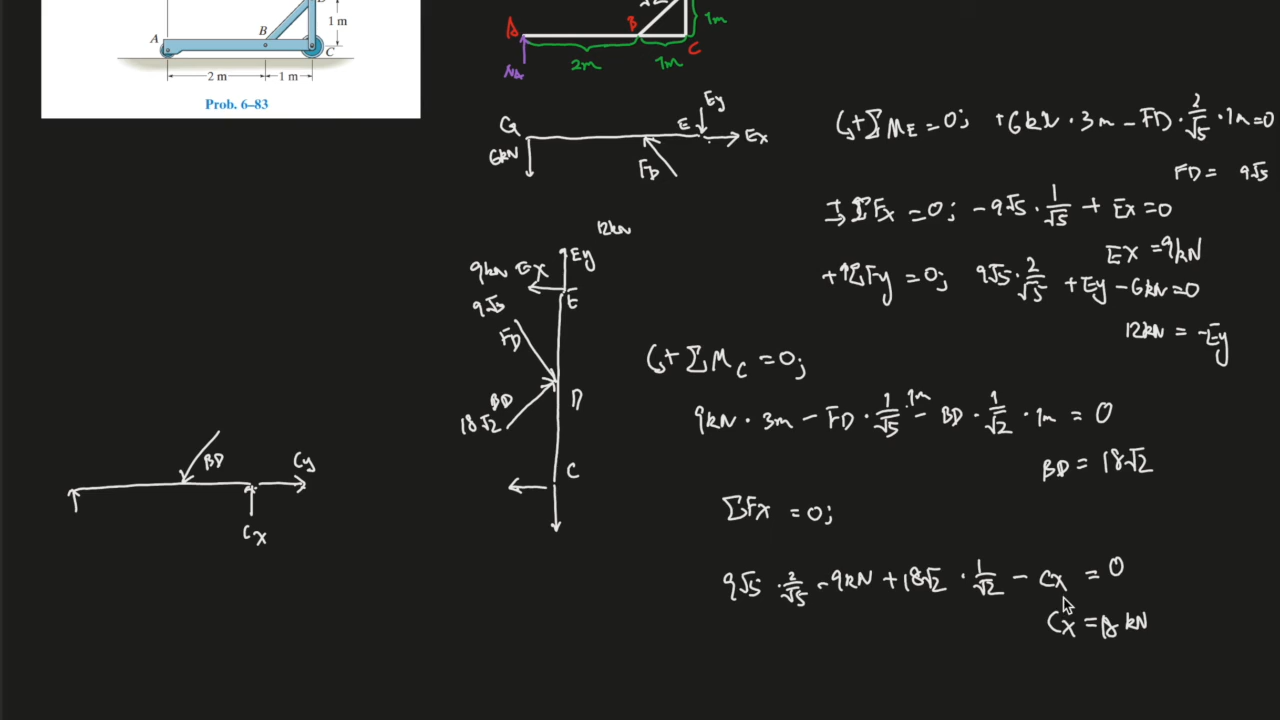 A
B
C
1 m
2 m
1 m
Prob. 6–83
A
B
C
1m
2m
1m
NA
G
6kN
FD
E
Ey
Ex
↺+ΣM_E = 0; +6kN · 3m − FD · 2/√5 · 1m = 0
FD = 9√5
→+ ΣFx = 0; −9√5 · 1/√5 + Ex = 0
Ex = 9kN
+↑ΣFy = 0; 9√5 · 2/√5 + Ey − 6kN = 0
12kN = −Ey
12kN
9kN Ex
Ey
E
9√5
FD
BD
18√2
D
C
↺+ ΣM_C = 0;
9kN · 3m − FD · 1/√5 · 1m − BD · 1/√2 · 1m = 0
BD = 18√2
ΣFx = 0;
9√5 · 2/√5 − 9kN + 18√2 · 1/√2 − Cx = 0
Cx = kN
BD
Cy
Cx